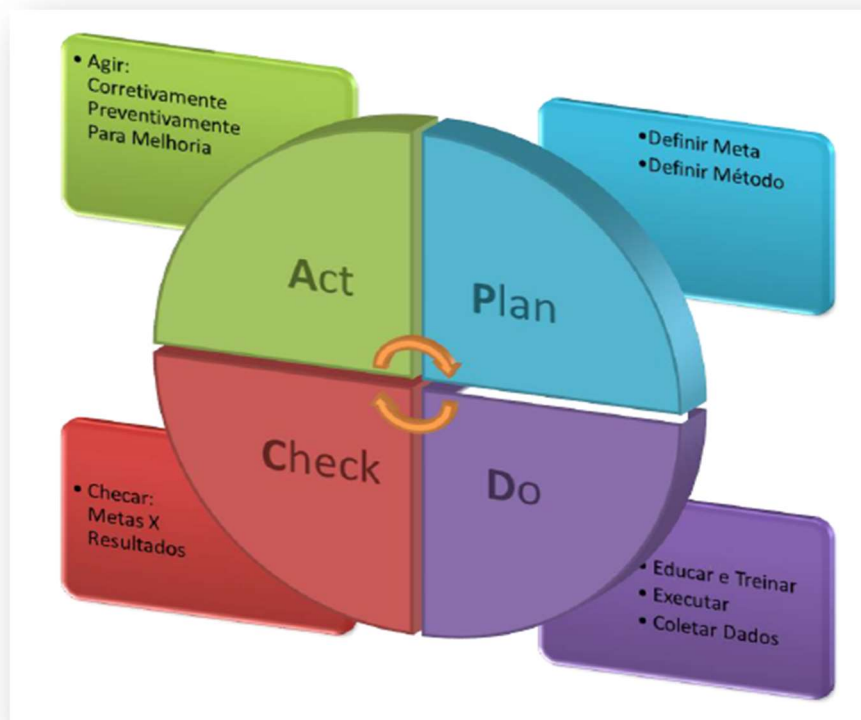 • Agir:
Corretivamente
Preventivamente
Para Melhoria
•Definir Meta
•Definir Método
Act
Plan
Check
Do
• Checar:
Metas X
Resultados
• Educar e Treinar
• Executar
• Coletar Dados